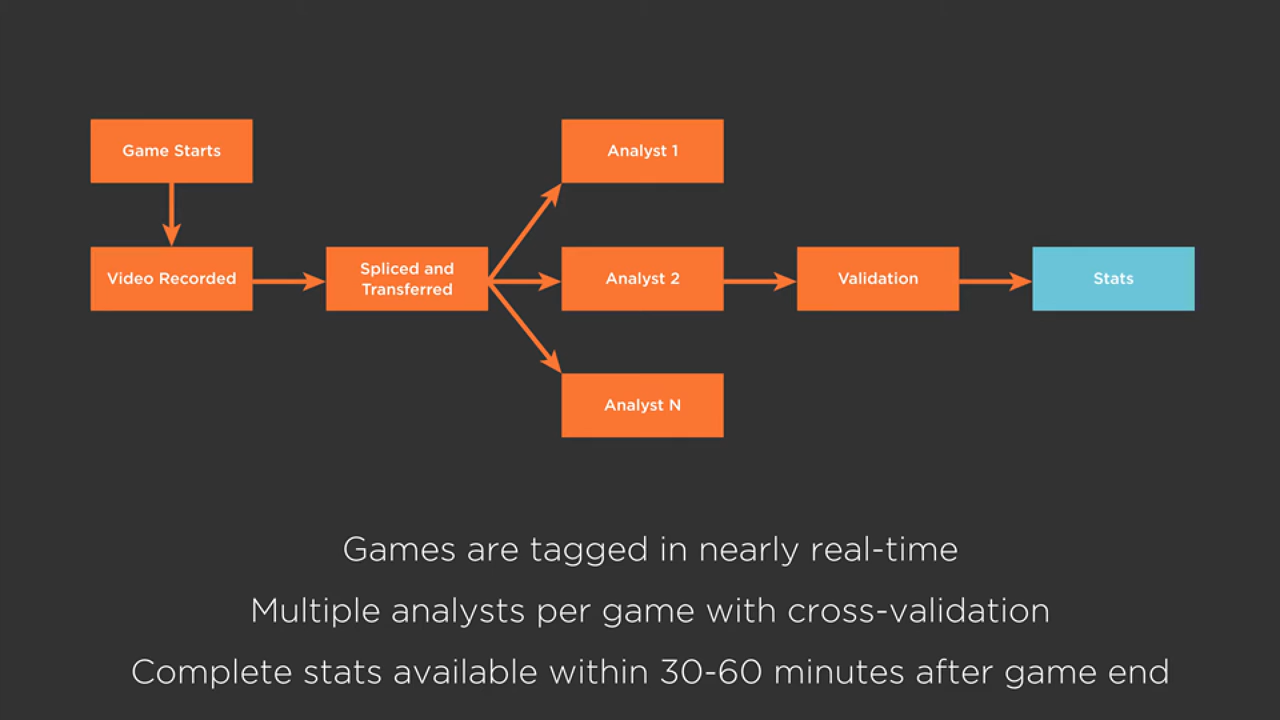 Game Starts
Analyst 1
Video Recorded
Spliced and
Transferred
Analyst 2
Validation
Stats
Analyst N
Games are tagged in nearly real-time
Multiple analysts per game with cross-validation
Complete stats available within 30-60 minutes after game end